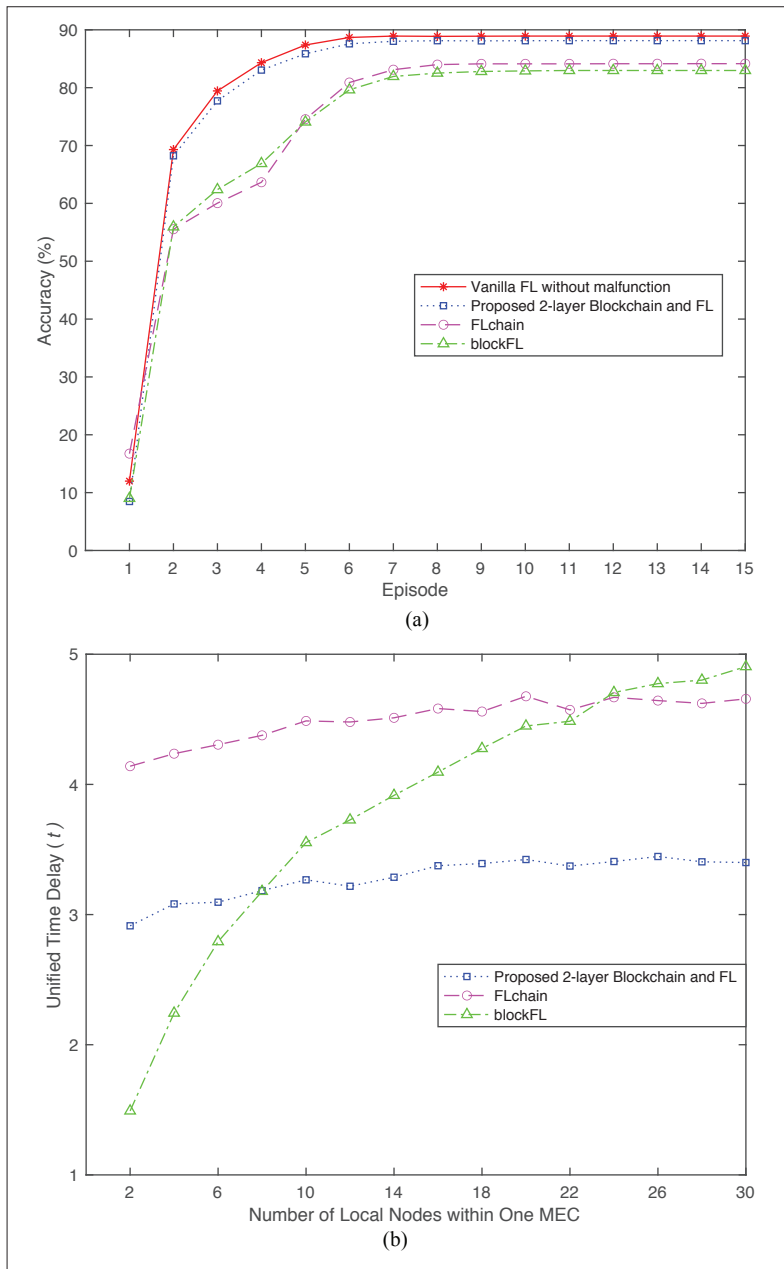 90
80
70
60
50
40
30
20
10
0
Accuracy (%)
Vanilla FL without malfunction
Proposed 2-layer Blockchain and FL
FLchain
blockFL
1 2 3 4 5 6 7 8 9 10 11 12 13 14 15
Episode
(a)
5
4
3
2
1
Unified Time Delay ( t )
Proposed 2-layer Blockchain and FL
FLchain
blockFL
2 6 10 14 18 22 26 30
Number of Local Nodes within One MEC
(b)